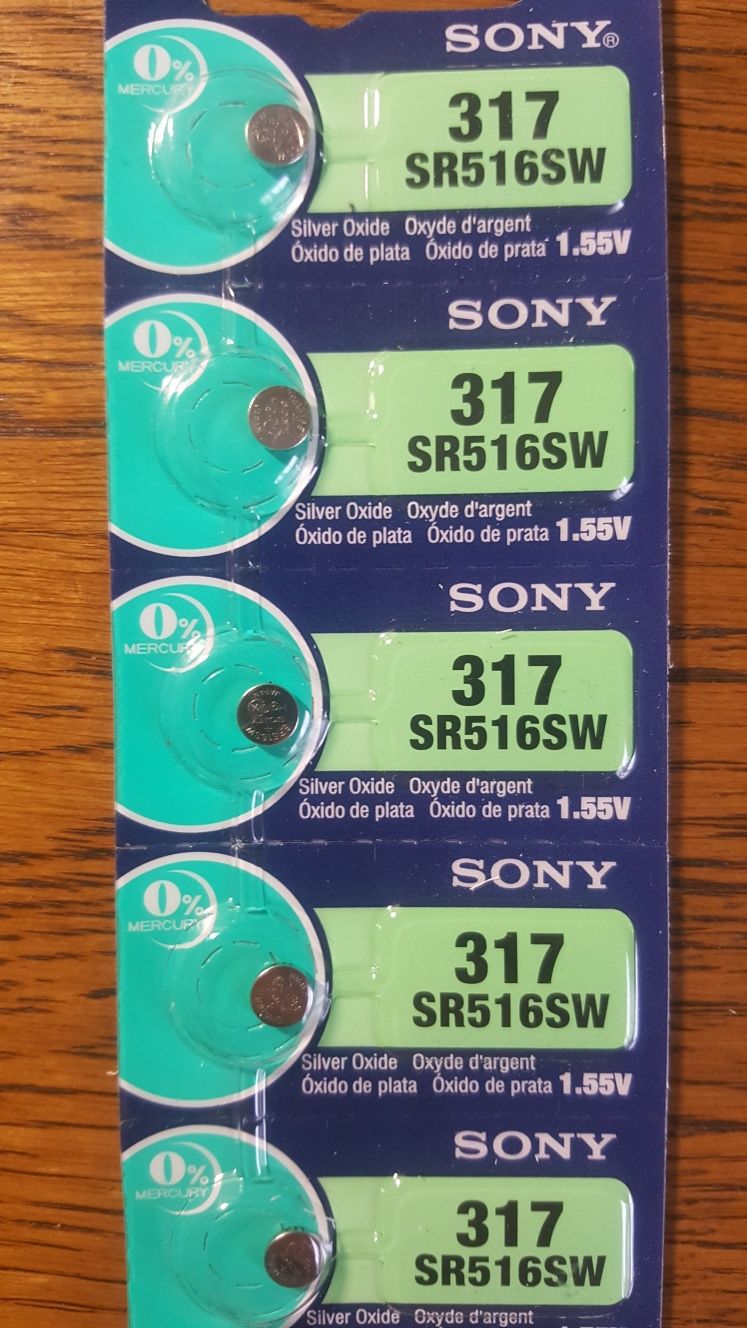 SONY®
0%
MERCURY
317
SR516SW
Silver Oxide Oxyde d'argent
Óxido de plata Óxido de prata 1.55V
SONY
0%
MERCURY
317
SR516SW
Silver Oxide Oxyde d'argent
Óxido de plata Óxido de prata 1.55V
SONY
0%
MERCURY
317
SR516SW
Silver Oxide Oxyde d'argent
Óxido de plata Óxido de prata 1.55V
SONY
0%
MERCURY
317
SR516SW
Silver Oxide Oxyde d'argent
Óxido de plata Óxido de prata 1.55V
SONY
0%
MERCURY
317
SR516SW
Silver Oxide Oxyde d'argent